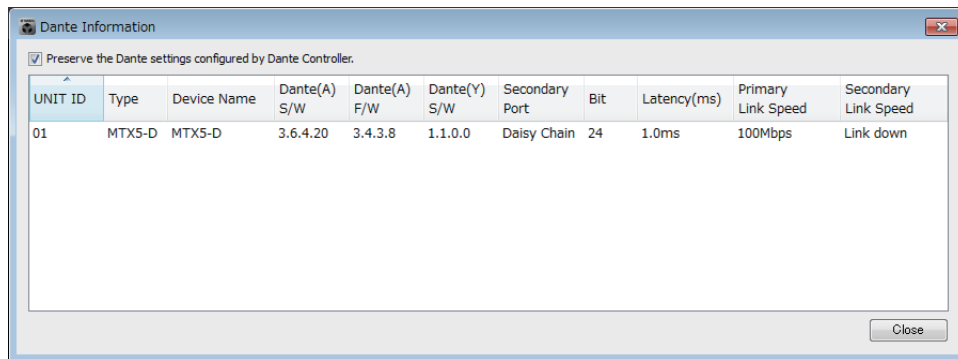 Dante Information
Preserve the Dante settings configured by Dante Controller.
UNIT ID Type Device Name Dante(A) S/W Dante(A) F/W Dante(Y) S/W Secondary Port Bit Latency(ms) Primary Link Speed Secondary Link Speed
01 MTX5-D MTX5-D 3.6.4.20 3.4.3.8 1.1.0.0 Daisy Chain 24 1.0ms 100Mbps Link down
Close